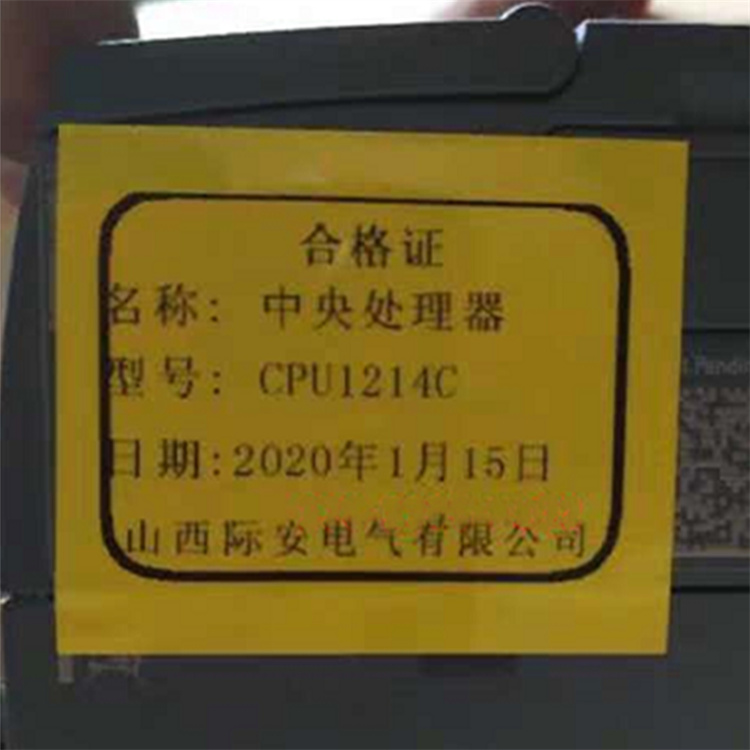 合格证
名称: 中央处理器
型号: CPU1214C
日期:2020年1月15日
山西际安电气有限公司